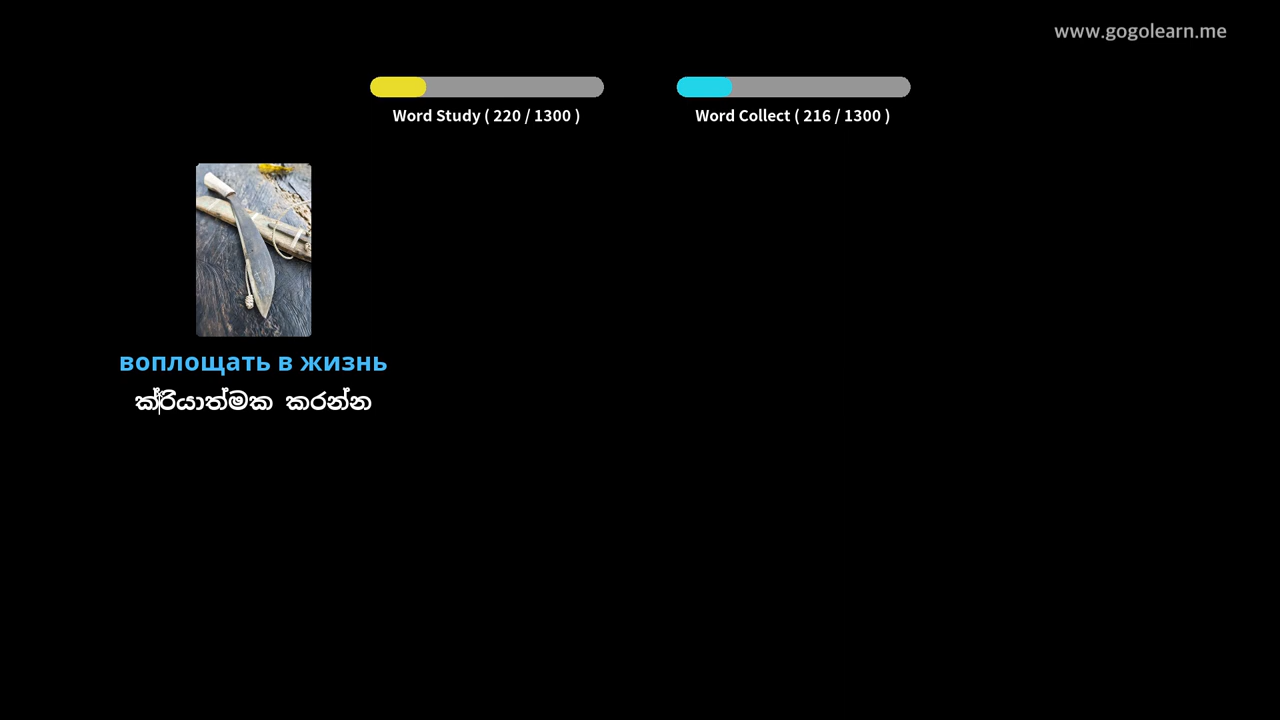 www.gogolearn.me
Word Study ( 220 / 1300 )
Word Collect ( 216 / 1300 )
воплощать в жизнь
ක්‍රියාත්මක කරන්න